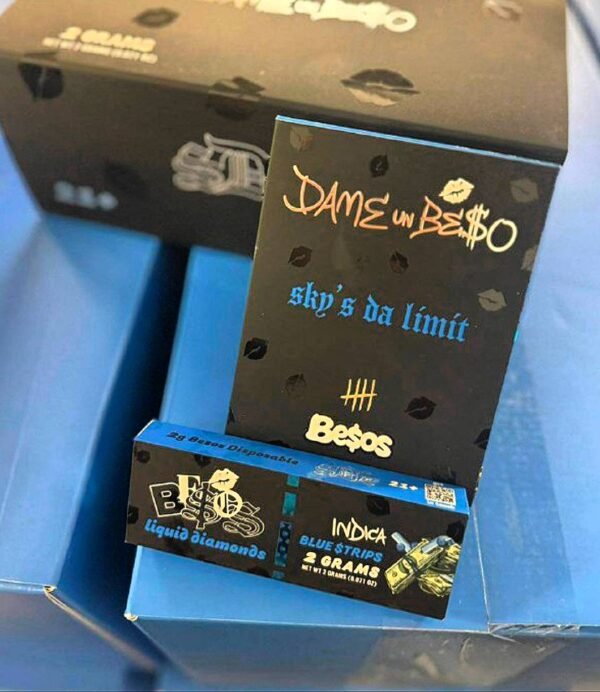 2 GRAMS
21+
DAME UN BE$O
sky's da limit
Be$os
2g Besos Disposable
21+
BE$OS
liquid diamonds
INDICA
BLUE $TRIPS
2 GRAMS
NET WT 2 GRAMS (0.071 OZ)